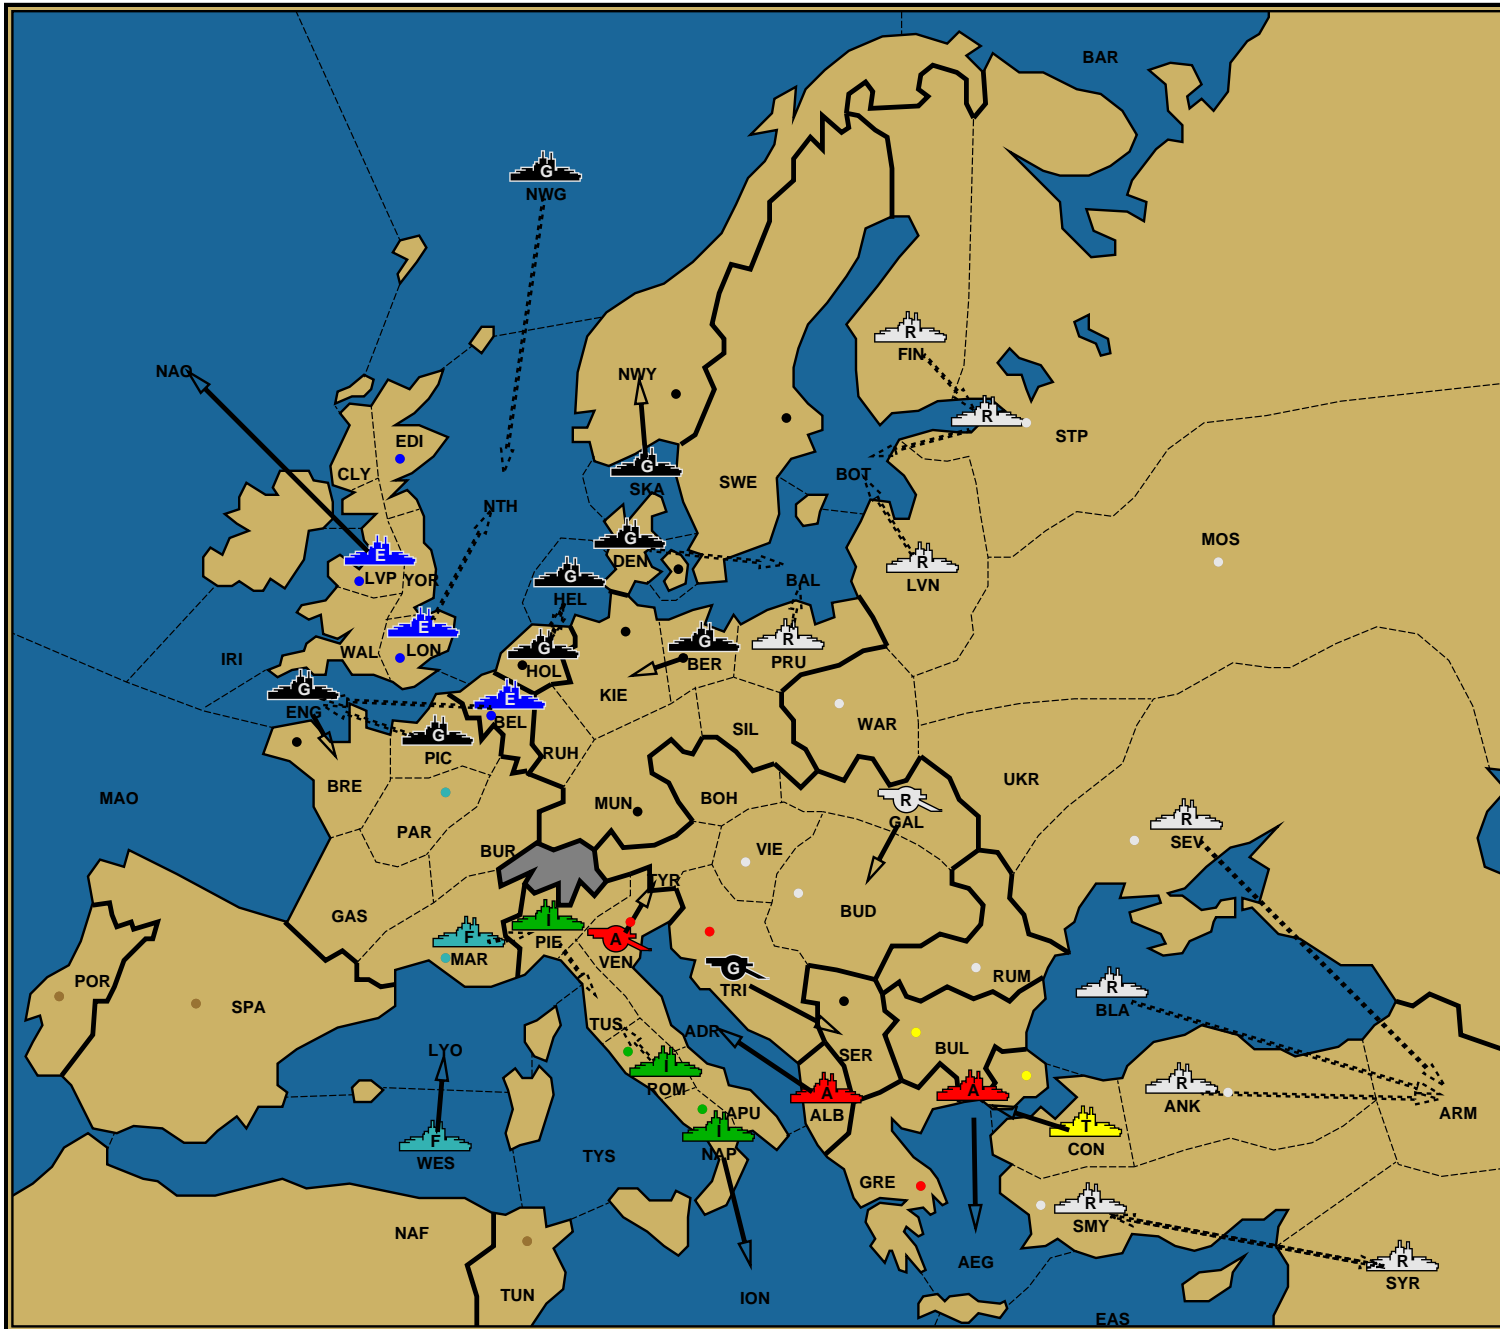 BAR
G
NWG
R
FIN
NAO
NWY
R
STP
EDI
CLY
G
SKA
BOT
SWE
NTH
G
DEN
MOS
E
LVP
YOR
G
HEL
BAL
R
LVN
E
LON
WAL
IRI
G
HOL
G
BER
R
PRU
G
ENG
E
BEL
KIE
WAR
G
PIC
RUH
SIL
BRE
UKR
MAO
MUN
BOH
R
GAL
R
SEV
PAR
BUR
VIE
TYR
BUD
GAS
I
PIE
F
MAR
A
VEN
POR
SPA
G
TRI
RUM
R
BLA
TUS
ADR
SER
BUL
LYO
I
ROM
A
ALB
A
R
ANK
ARM
APU
I
NAP
T
CON
F
WES
TYS
GRE
R
SMY
NAF
AEG
R
SYR
TUN
ION
EAS